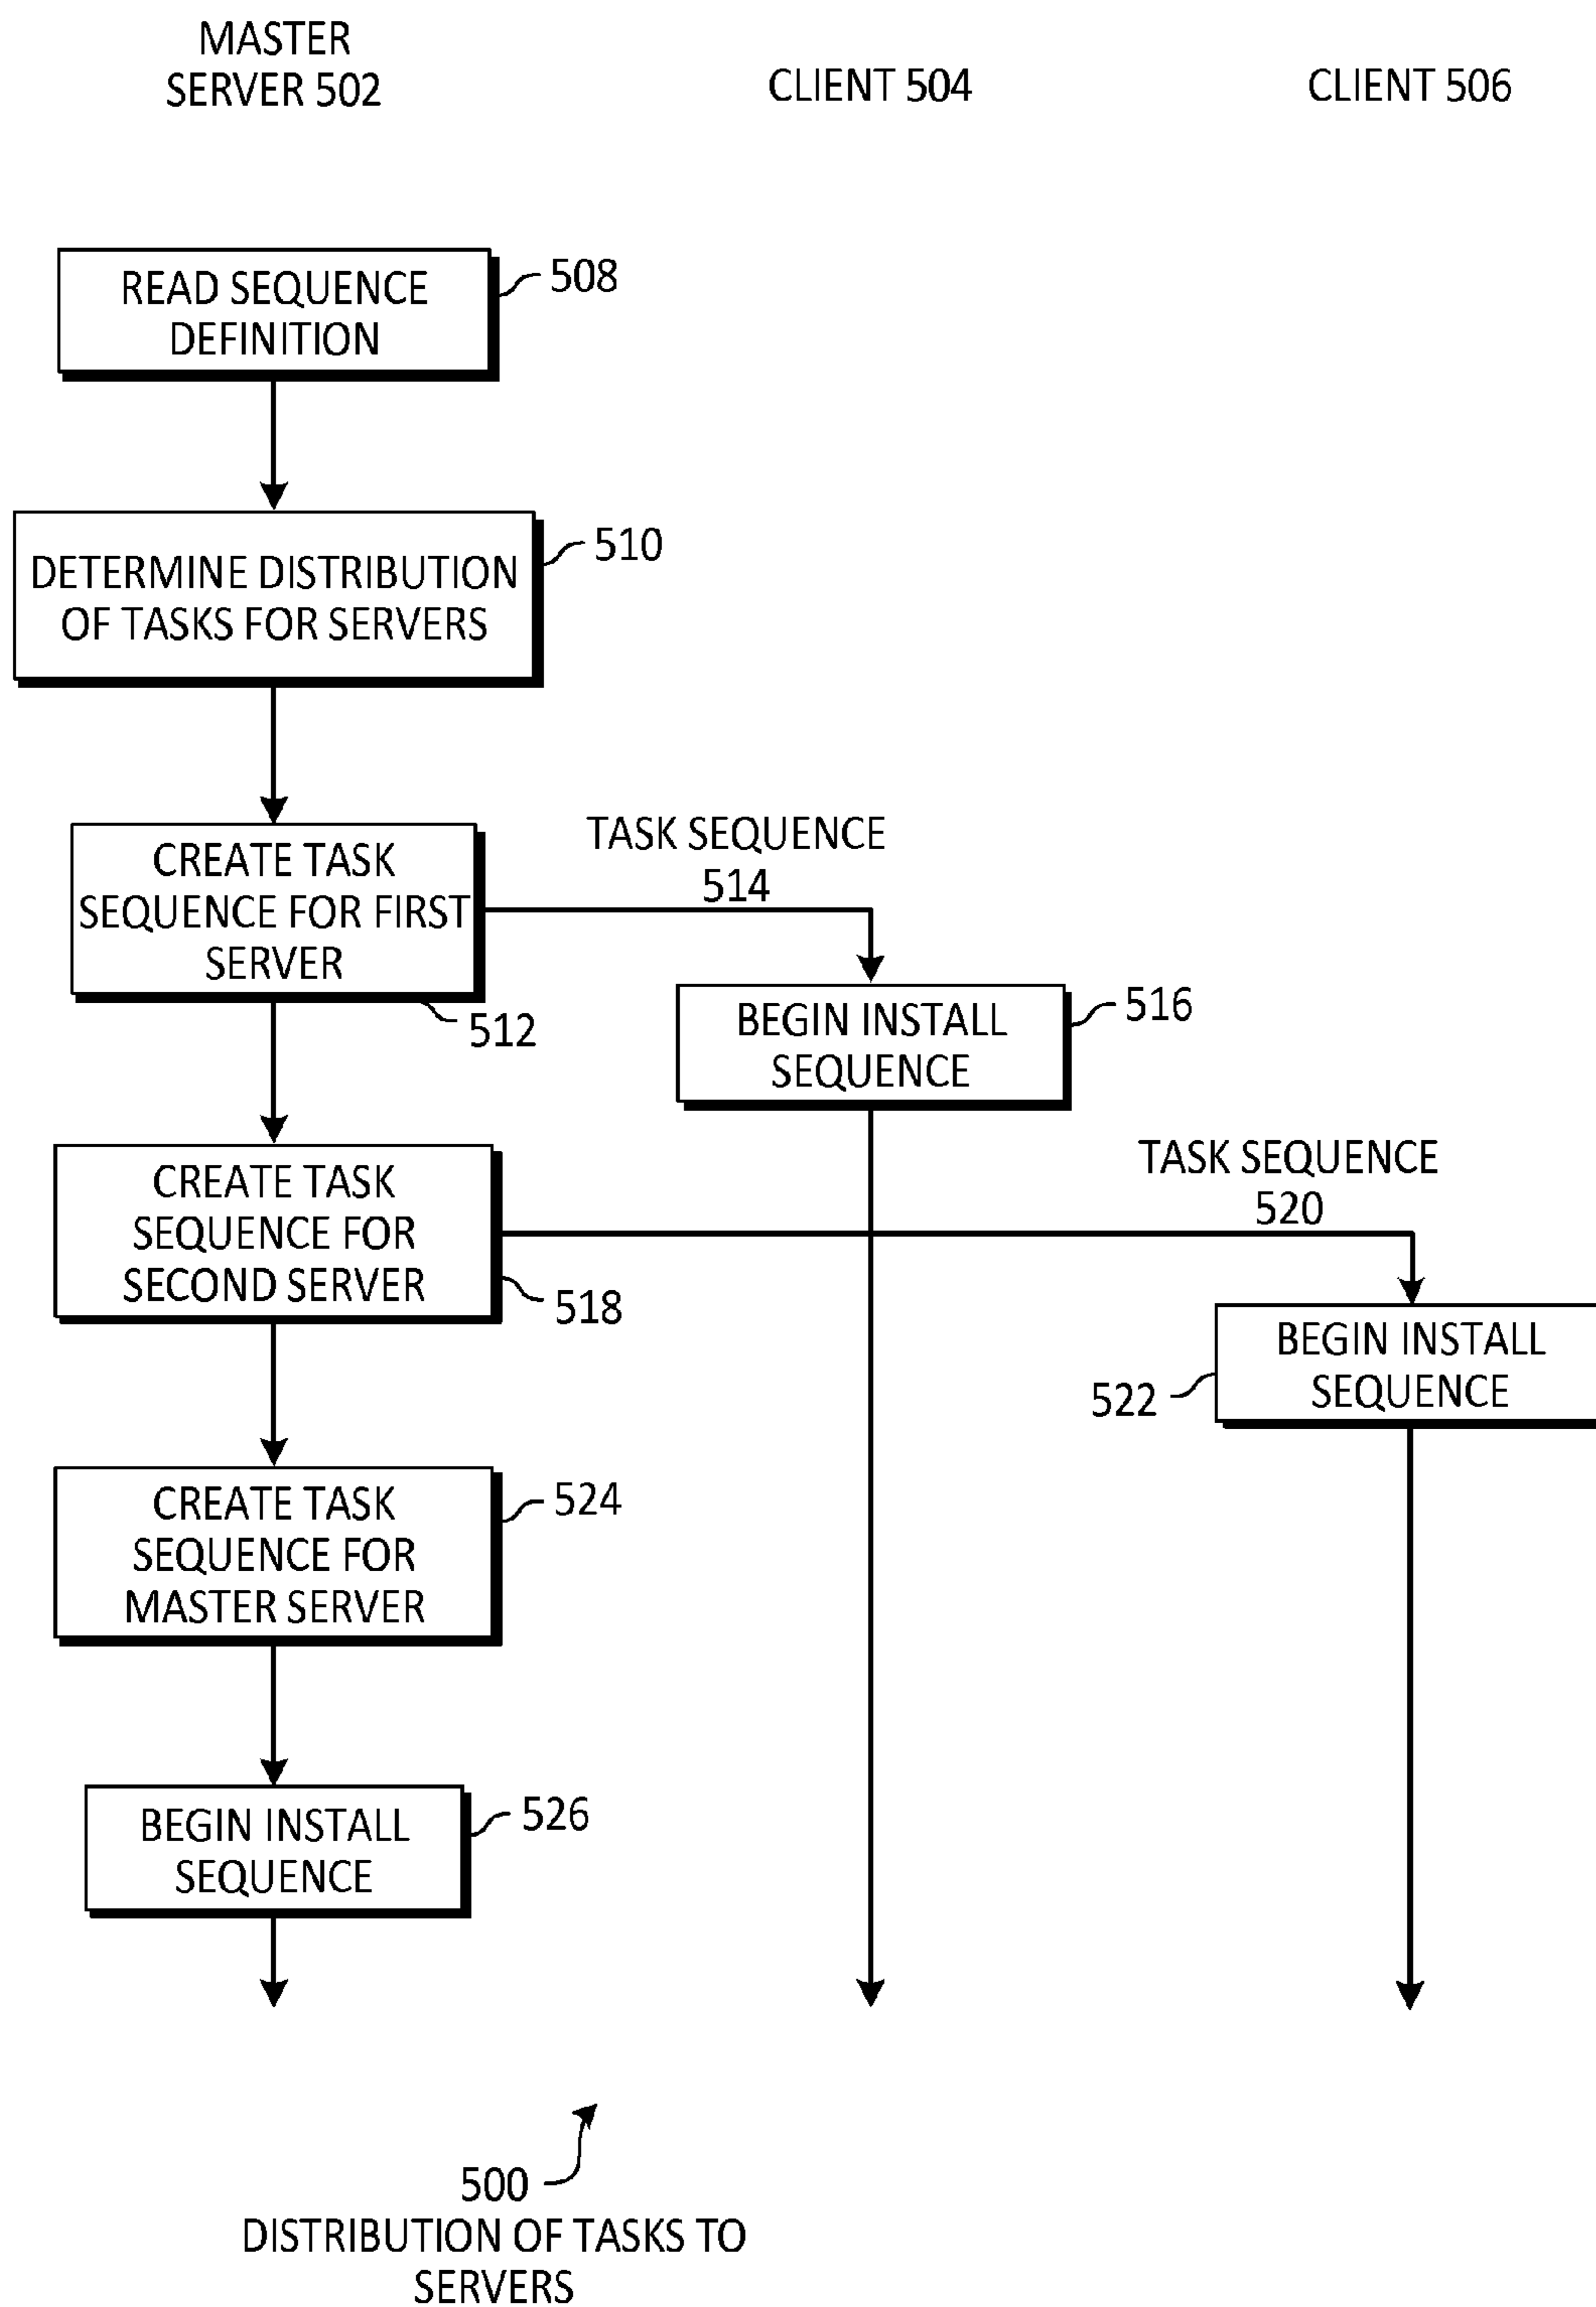 MASTER
SERVER 502
CLIENT 504
CLIENT 506
READ SEQUENCE
DEFINITION
508
DETERMINE DISTRIBUTION
OF TASKS FOR SERVERS
510
CREATE TASK
SEQUENCE FOR FIRST
SERVER
512
TASK SEQUENCE
514
BEGIN INSTALL
SEQUENCE
516
CREATE TASK
SEQUENCE FOR
SECOND SERVER
518
TASK SEQUENCE
520
BEGIN INSTALL
SEQUENCE
522
CREATE TASK
SEQUENCE FOR
MASTER SERVER
524
BEGIN INSTALL
SEQUENCE
526
500
DISTRIBUTION OF TASKS TO
SERVERS